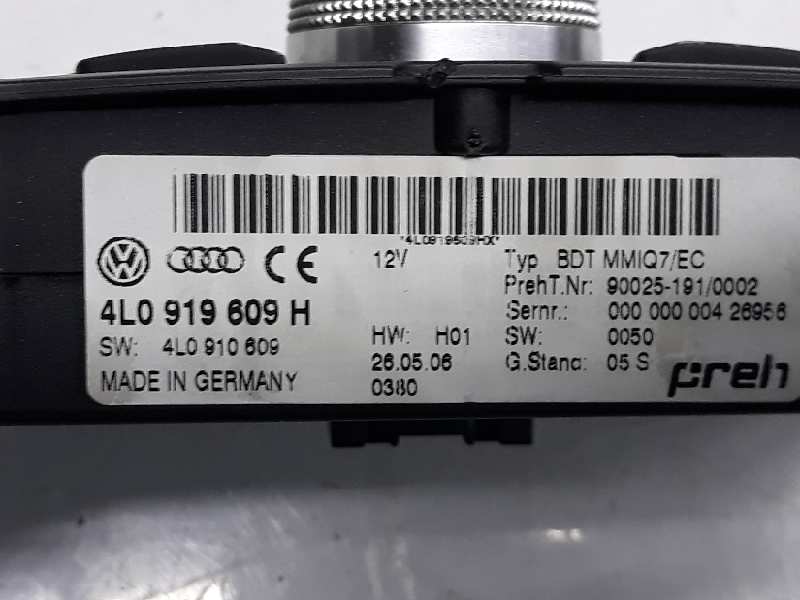 *4L0919609HX*
12V Typ BDT MMIQ7/EC
PrehT.Nr: 90025-191/0002
4L0 919 609 H Sernr.: 000 000 004 26956
HW: H01 SW: 0050
SW: 4L0 910 609
26.05.06 G.Stand: 05 S
MADE IN GERMANY 0380
preh